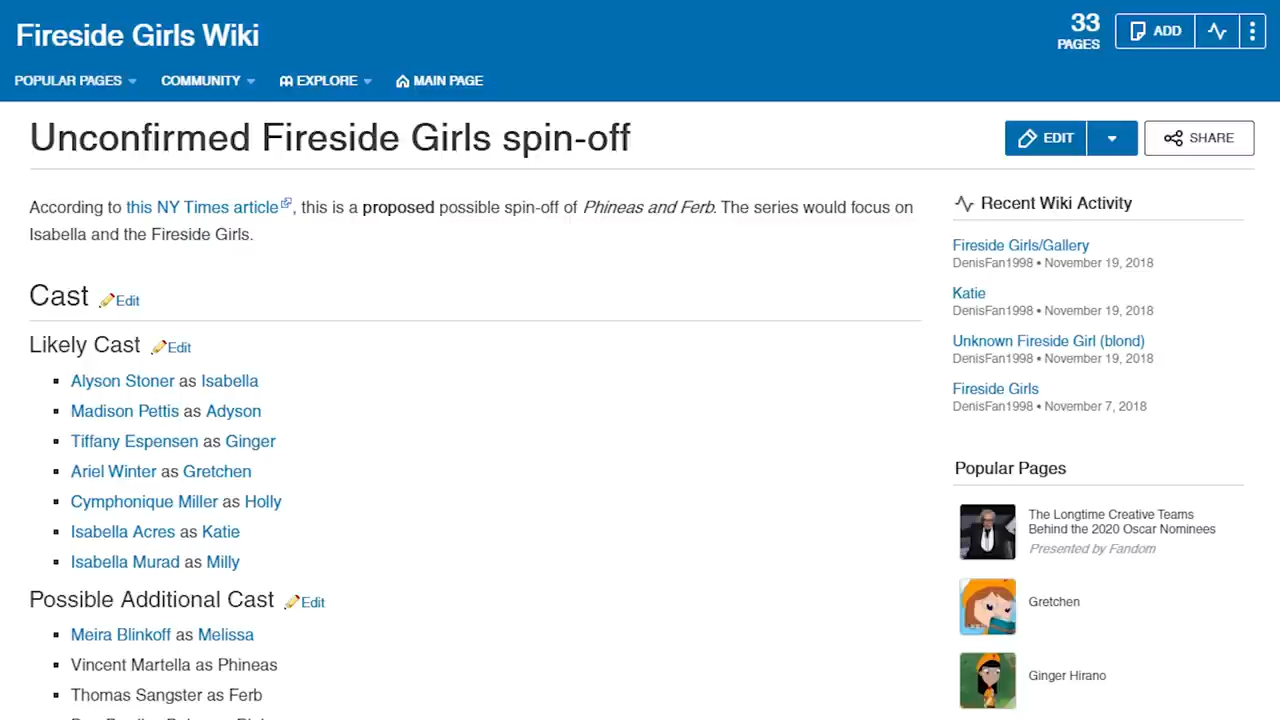 Fireside Girls Wiki
33
PAGES
ADD
POPULAR PAGES
COMMUNITY
EXPLORE
MAIN PAGE
Unconfirmed Fireside Girls spin-off
EDIT
SHARE
According to this NY Times article, this is a proposed possible spin-off of Phineas and Ferb. The series would focus on
Isabella and the Fireside Girls.
Cast Edit
Likely Cast Edit
Alyson Stoner as Isabella
Madison Pettis as Adyson
Tiffany Espensen as Ginger
Ariel Winter as Gretchen
Cymphonique Miller as Holly
Isabella Acres as Katie
Isabella Murad as Milly
Possible Additional Cast Edit
Meira Blinkoff as Melissa
Vincent Martella as Phineas
Thomas Sangster as Ferb
Recent Wiki Activity
Fireside Girls/Gallery
DenisFan1998 • November 19, 2018
Katie
DenisFan1998 • November 19, 2018
Unknown Fireside Girl (blond)
DenisFan1998 • November 19, 2018
Fireside Girls
DenisFan1998 • November 7, 2018
Popular Pages
The Longtime Creative Teams
Behind the 2020 Oscar Nominees
Presented by Fandom
Gretchen
Ginger Hirano